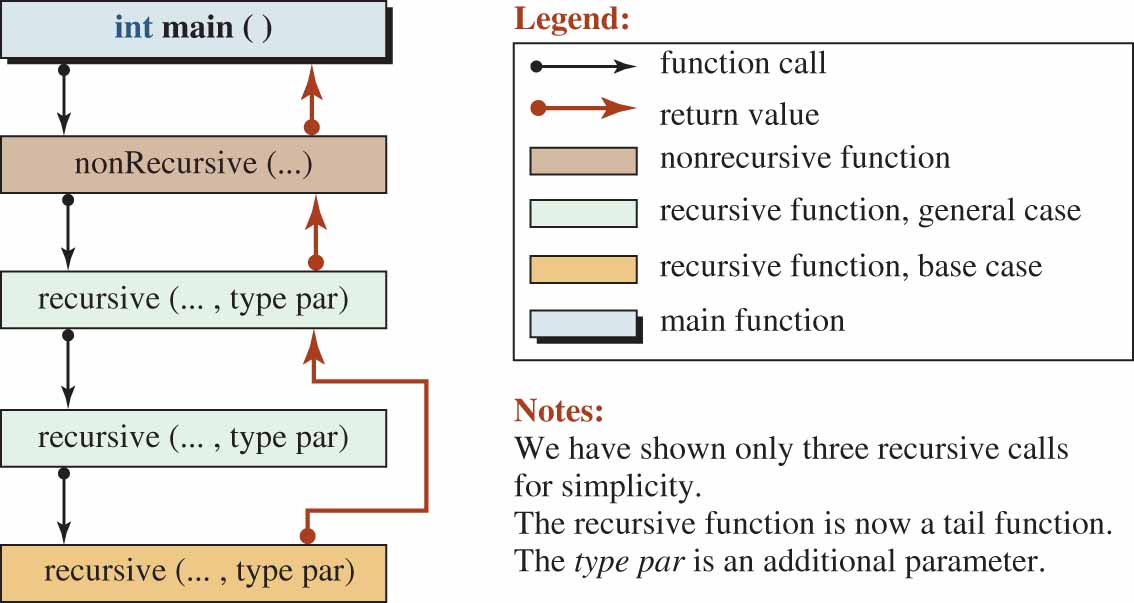 int main ( )
nonRecursive (...)
recursive (... , type par)
recursive (... , type par)
recursive (... , type par)
Legend:
function call
return value
nonrecursive function
recursive function, general case
recursive function, base case
main function
Notes:
We have shown only three recursive calls
for simplicity.
The recursive function is now a tail function.
The type par is an additional parameter.